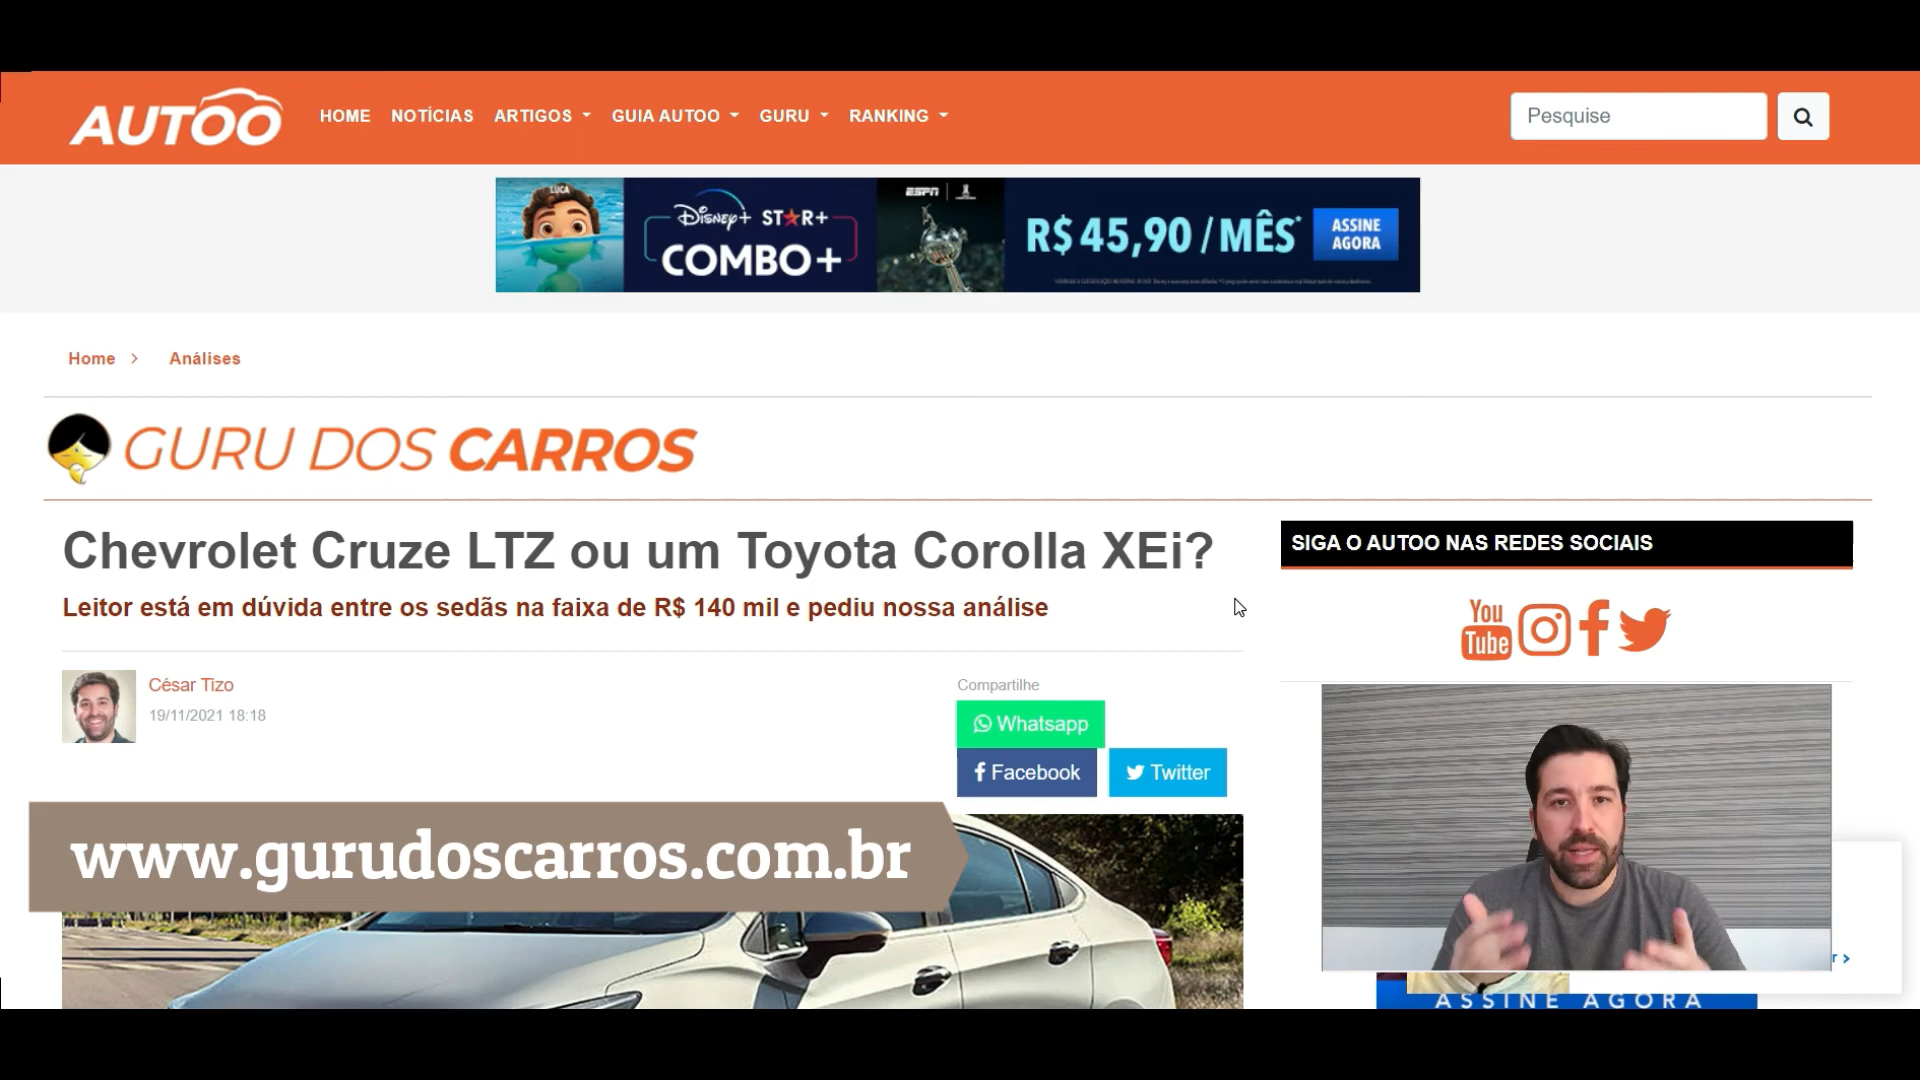 AUTOO
HOME NOTÍCIAS ARTIGOS GUIA AUTOO GURU RANKING
Pesquise
LUCA
Disney+ STAR+
COMBO+
ESPN
R$ 45,90 / MÊS*
ASSINE
AGORA
Home > Análises
GURU DOS CARROS
Chevrolet Cruze LTZ ou um Toyota Corolla XEi?
Leitor está em dúvida entre os sedãs na faixa de R$ 140 mil e pediu nossa análise
César Tizo
19/11/2021 18:18
Compartilhe
Whatsapp
Facebook
Twitter
SIGA O AUTOO NAS REDES SOCIAIS
You
Tube
www.gurudoscarros.com.br
r >
ASSINE AGORA